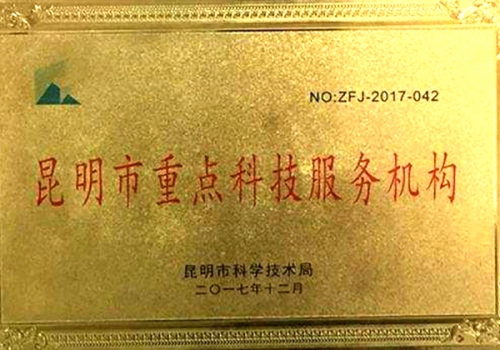 NO:ZFJ-2017-042
昆明市重点科技服务机构
昆明市科学技术局
二〇一七年十二月